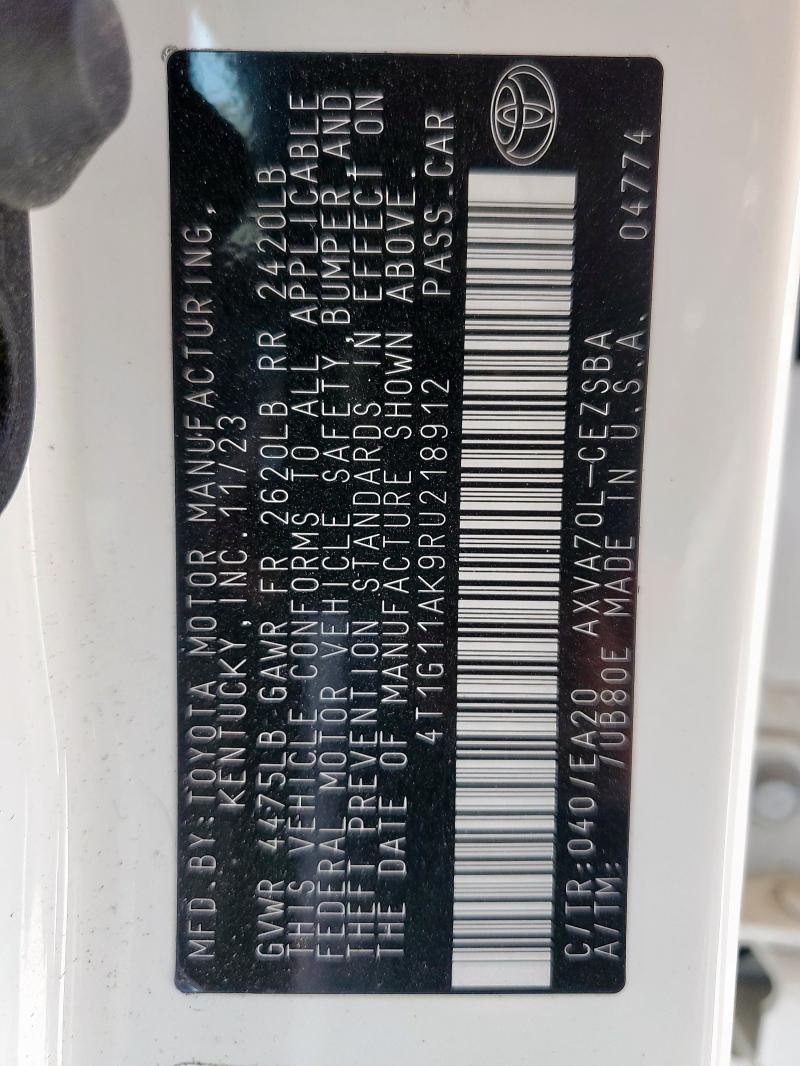 MFD.BY:TOYOTA MOTOR MANUFACTURING,
KENTUCKY,INC.11/23
GVWR 4475LB GAWR FR 2620LB RR 2420LB
THIS VEHICLE CONFORMS TO ALL APPLICABLE
FEDERAL MOTOR VEHICLE SAFETY,BUMPER,AND
THEFT PREVENTION STANDARDS IN EFFECT ON
THE DATE OF MANUFACTURE SHOWN ABOVE.
4T1G11AK9RU218912 PASS.CAR
C/TR:040/EA20 AXVA70L-CEZSBA
A/TM: /UB80E MADE IN U.S.A. 04774